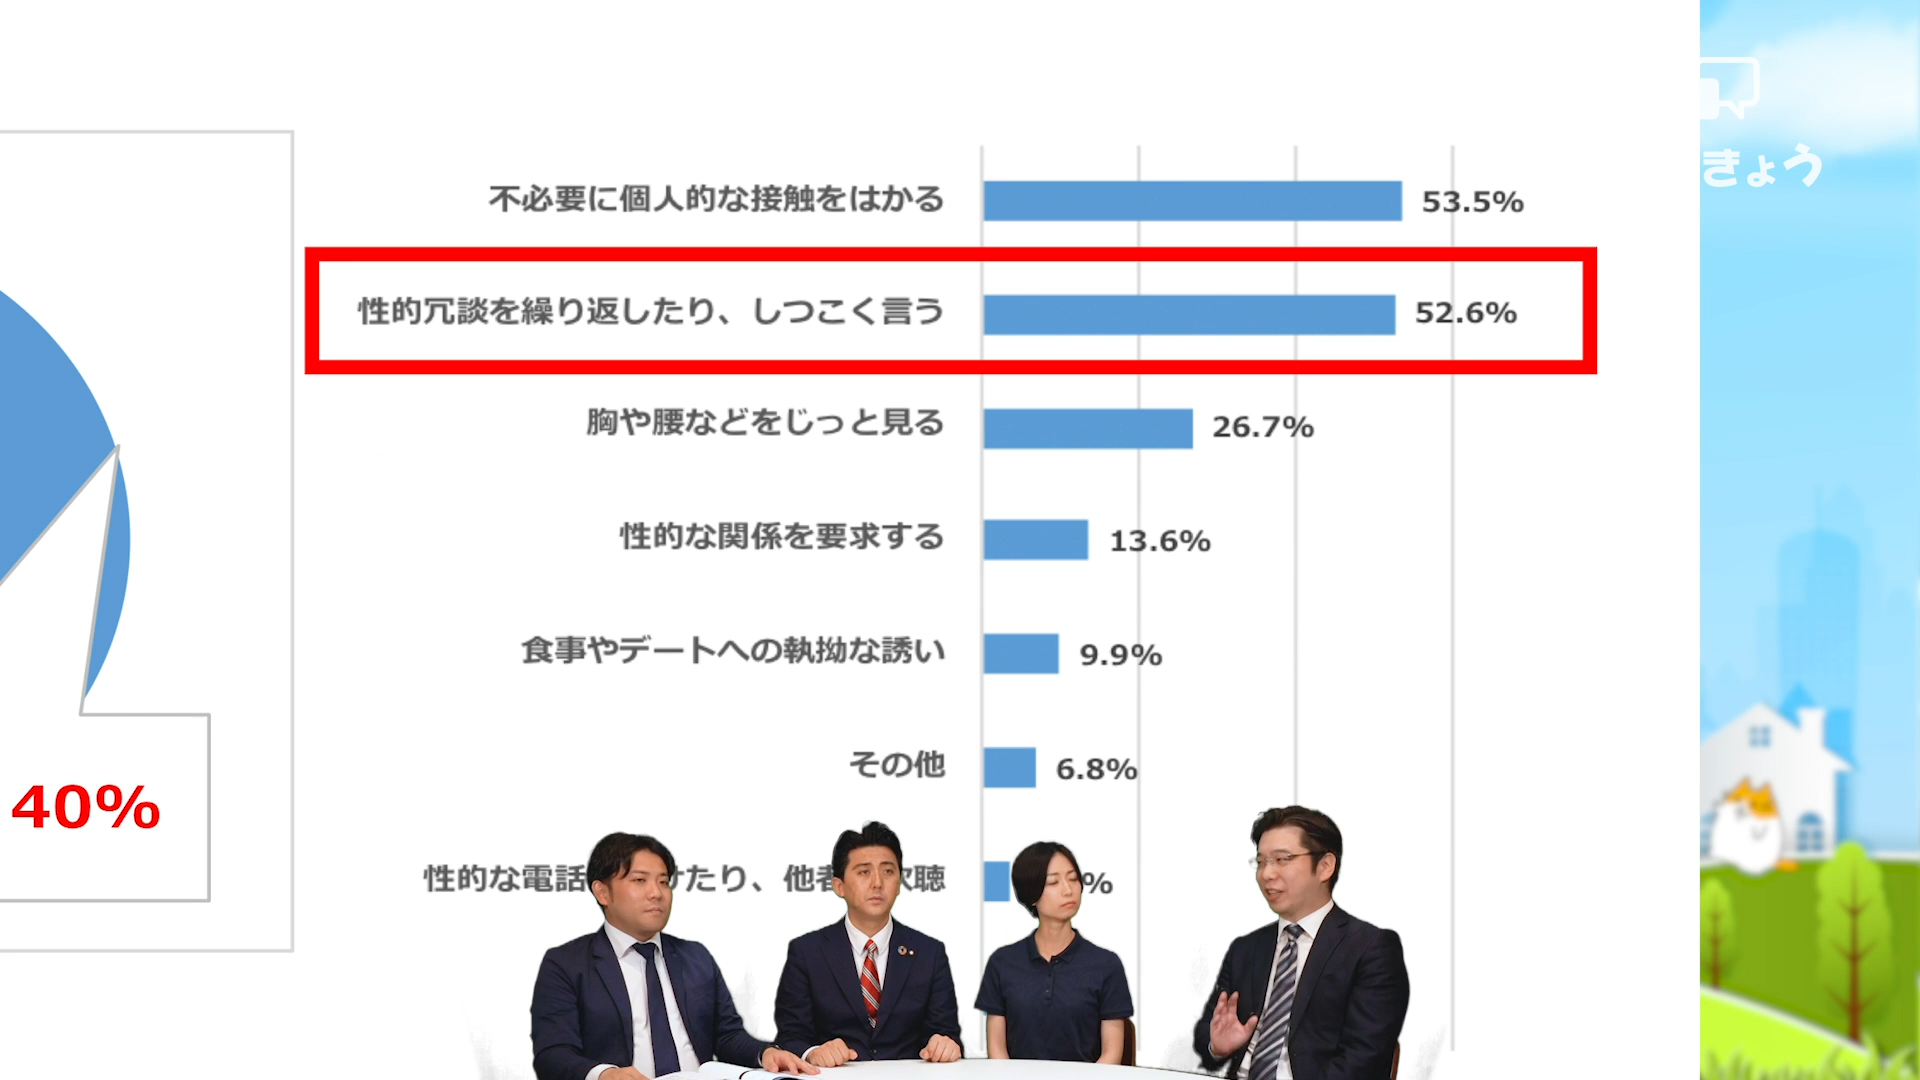 きょう
不必要に個人的な接触をはかる 53.5%
性的冗談を繰り返したり、しつこく言う 52.6%
胸や腰などをじっと見る 26.7%
性的な関係を要求する 13.6%
食事やデートへの執拗な誘い 9.9%
その他 6.8%
40%
性的な電話 けたり、他者 聴 %